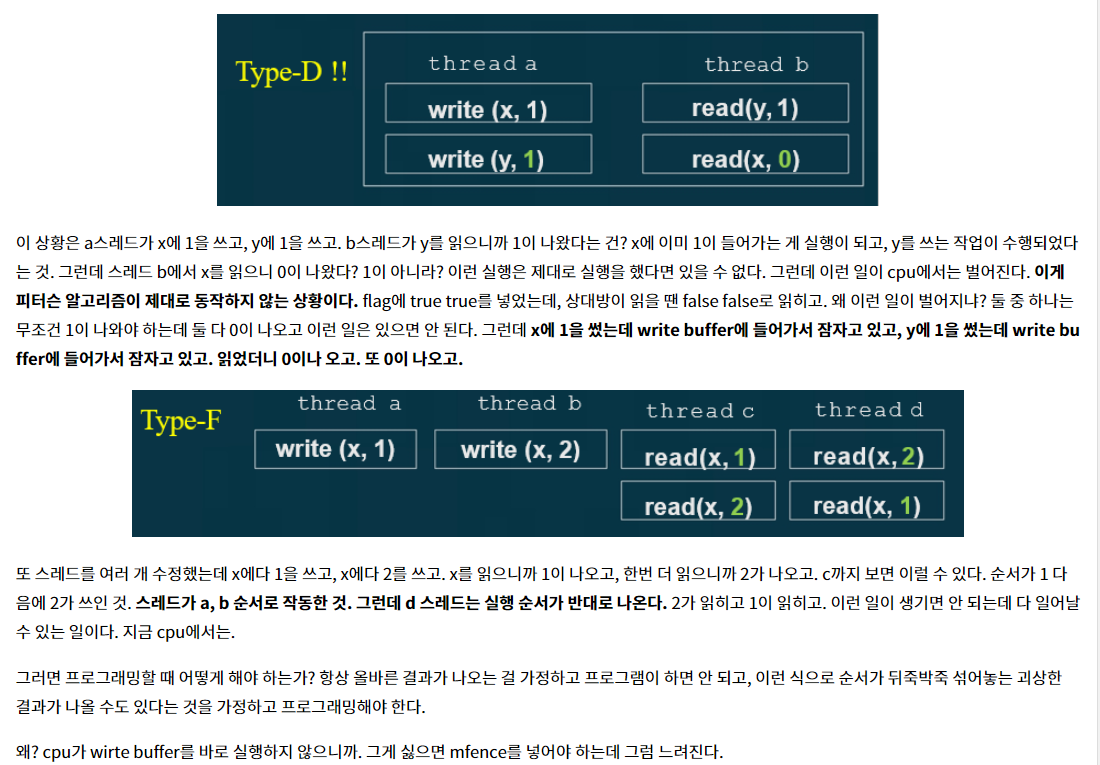 Type-D !!
thread a
thread b
write (x, 1)
read(y, 1)
write (y, 1)
read(x, 0)
이 상황은 a스레드가 x에 1을 쓰고, y에 1을 쓰고. b스레드가 y를 읽으니까 1이 나왔다는 건? x에 이미 1이 들어가는 게 실행이 되고, y를 쓰는 작업이 수행되었다
는 것. 그런데 스레드 b에서 x를 읽으니 0이 나왔다? 1이 아니라? 이런 실행은 제대로 실행을 했다면 있을 수 없다. 그런데 이런 일이 cpu에서는 벌어진다. 이게
피터슨 알고리즘이 제대로 동작하지 않는 상황이다. flag에 true true를 넣었는데, 상대방이 읽을 땐 false false로 읽히고. 왜 이런 일이 벌어지냐? 둘 중 하나는
무조건 1이 나와야 하는데 둘 다 0이 나오고 이런 일은 있으면 안 된다. 그런데 x에 1을 썼는데 write buffer에 들어가서 잠자고 있고, y에 1을 썼는데 write bu
ffer에 들어가서 잠자고 있고. 읽었더니 0이나 오고. 또 0이 나오고.
Type-F
thread a
thread b
thread c
thread d
write (x, 1)
write (x, 2)
read(x, 1)
read(x, 2)
read(x, 2)
read(x, 1)
또 스레드를 여러 개 수정했는데 x에다 1을 쓰고, x에다 2를 쓰고. x를 읽으니까 1이 나오고, 한번 더 읽으니까 2가 나오고. c까지 보면 이럴 수 있다. 순서가 1 다
음에 2가 쓰인 것. 스레드가 a, b 순서로 작동한 것. 그런데 d 스레드는 실행 순서가 반대로 나온다. 2가 읽히고 1이 읽히고. 이런 일이 생기면 안 되는데 다 일어날
수 있는 일이다. 지금 cpu에서는.
그러면 프로그래밍할 때 어떻게 해야 하는가? 항상 올바른 결과가 나오는 걸 가정하고 프로그램이 하면 안 되고, 이런 식으로 순서가 뒤죽박죽 섞어놓는 괴상한
결과가 나올 수도 있다는 것을 가정하고 프로그래밍해야 한다.
왜? cpu가 wirte buffer를 바로 실행하지 않으니까. 그게 싫으면 mfence를 넣어야 하는데 그럼 느려진다.